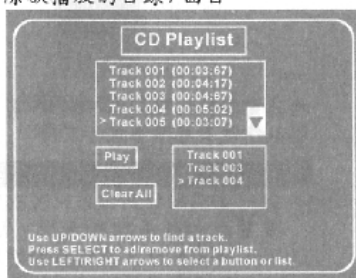 CD Playlist
Track 001 (00:03:67)
Track 002 (00:04:17)
Track 003 (00:04:67)
Track 004 (00:05:02)
> Track 005 (00:03:07)
Play
Clear All
Track 001
Track 003
> Track 004
Use UP/DOWN arrows to find a track.
Press SELECT to ad/remove from playlist.
Use LEFT/RIGHT arrows to select a button or list.